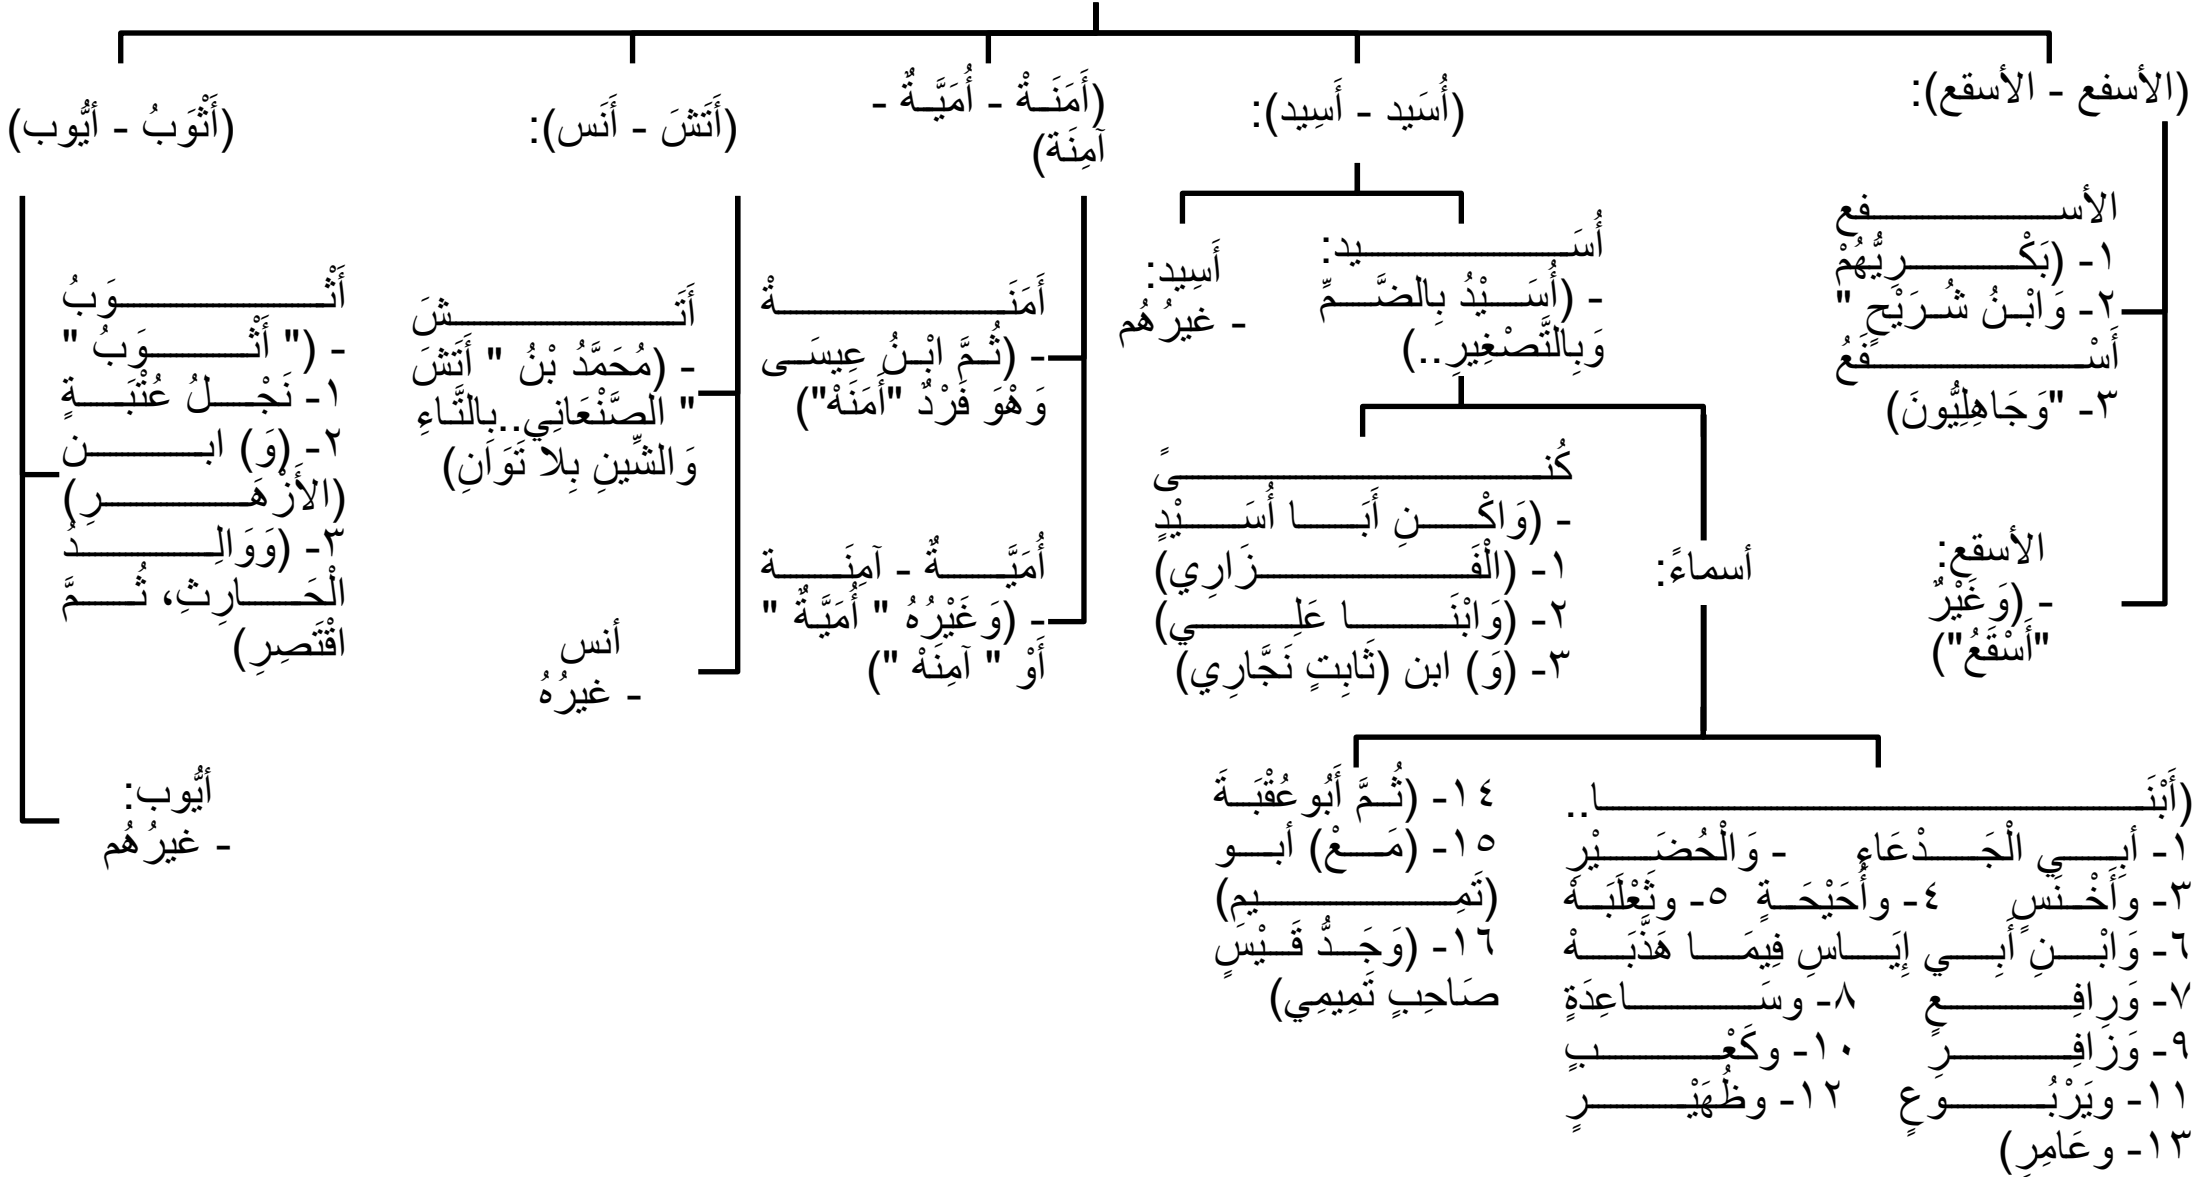 (الأسفع - الأسقع):
الأسفع
١- (بَكْرِيُّهُمْ
٢- وَابْنُ شُرَيْحٍ "
أَسْفَعُ
٣- "وَجَاهِلِيُّونَ)
الأسقع:
- (وَغَيْرٌ
"أَسْقَعُ")
(أُسَيد - أَسِيد):
أُسَيد:
- (أُسَيْدُ بِالضَّمِّ
وَبِالتَّصْغِيرِ..)
أَسِيد:
- غيرُهُم
أسماءً:
(أَبْنَا..
١- أَبِي الْجَدْعَاءِ - وَالْحُضَيْرِ
٣- وَأَخْنَسٍ ٤- وأُحَيْحَةٍ ٥- وثَعْلَبَهْ
٦- وَابْنِ أَبِي إِيَاسِ فِيمَا هَذَّبَهْ
٧- وَرِافِعٍ ٨- وسَاعِدَةٍ
٩- وَزَافِرِ ١٠- وكَعْبٍ
١١- ويَرْبُوعٍ ١٢- وظُهَيْرٍ
١٣- وعَامِرِ)
١٤- (ثُمَّ أَبُو عُقْبَةَ
١٥- (مَعْ) أبو
(تَمِيمِ)
١٦- (وَجَدُّ قَيْسٍ
صَاحِبٍ تَمِيمِي)
كُنىً
- (وَاكْنِ أَبَا أُسَيْدٍ
١- (الْفَزَارِي)
٢- (وَابْنَا عَلِي)
٣- (وَ) ابن (ثَابِتٍ نَجَّارِي)
(أَمَنَةْ - أُمَيَّةٌ -
آمِنَة)
أَمَنَةْ
- (ثُمَّ ابْنُ عِيسَى
وَهْوَ فَرْدٌ "أَمَنَهْ")
أُمَيَّةٌ - آمِنَة
- (وَغَيْرُهُ " أُمَيَّةٌ "
أَوْ " آمِنَهْ ")
(أَتَشَ - أَنَس):
أَتَشَ
- (مُحَمَّدُ بْنُ " أَتَشَ
" الصَّنْعَانِي..بِالتَّاءِ
وَالشِّينِ بِلا تَوَانِ)
أنس
- غيرُهُ
(أَثْوَبُ - أيُّوب)
أَثْوَبُ
- (" أَثْوَبُ "
١- نَجْلُ عُتْبَةٍ
٢- (وَ) ابن
(الأَزْهَرِ)
٣- (وَوَالِدُ
الْحَارِثِ، ثُمَّ
اقْتَصِرِ)
أيُّوب:
- غيرُهُم